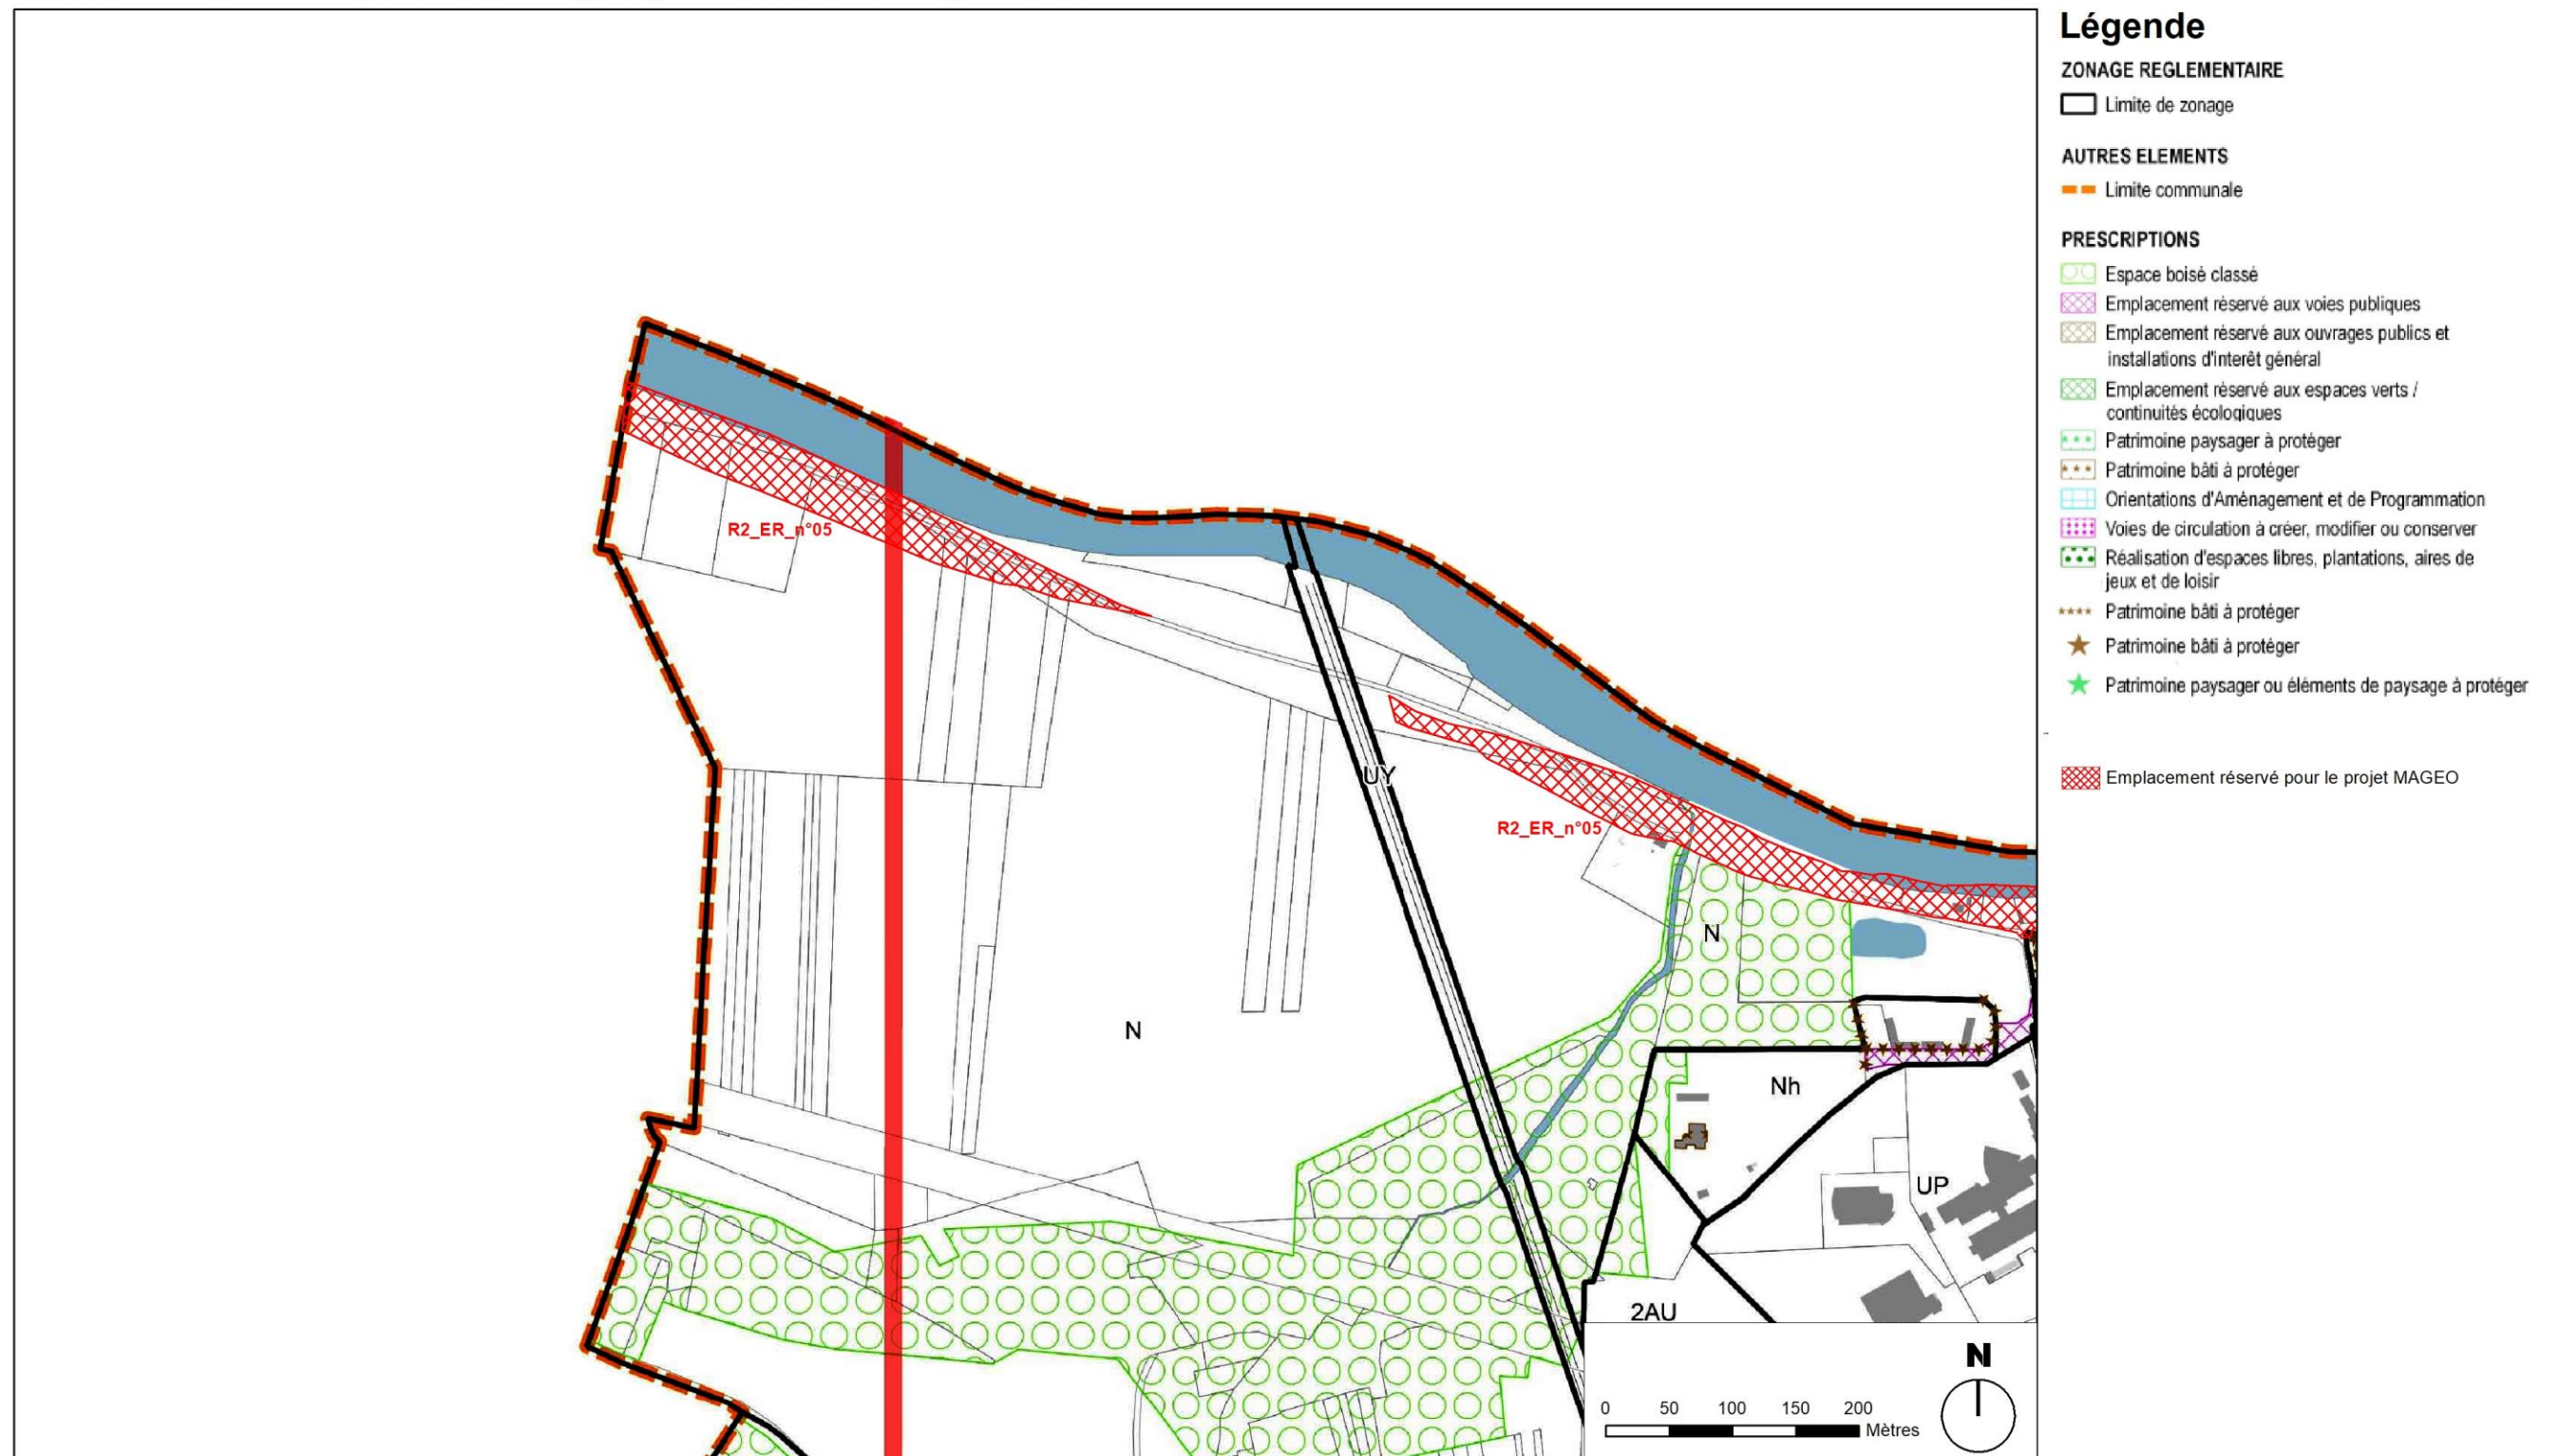 Légende
ZONAGE REGLEMENTAIRE
Limite de zonage
AUTRES ELEMENTS
Limite communale
PRESCRIPTIONS
Espace boisé classé
Emplacement réservé aux voies publiques
Emplacement réservé aux ouvrages publics et
installations d'interêt général
Emplacement réservé aux espaces verts /
continuités écologiques
Patrimoine paysager à protéger
Patrimoine bâti à protéger
Orientations d'Aménagement et de Programmation
Voies de circulation à créer, modifier ou conserver
Réalisation d'espaces libres, plantations, aires de
jeux et de loisir
Patrimoine bâti à protéger
Patrimoine bâti à protéger
Patrimoine paysager ou éléments de paysage à protéger
Emplacement réservé pour le projet MAGEO
R2_ER_n°05
UY
R2_ER_n°05
N
N
Nh
UP
2AU
N
0 50 100 150 200
Mètres